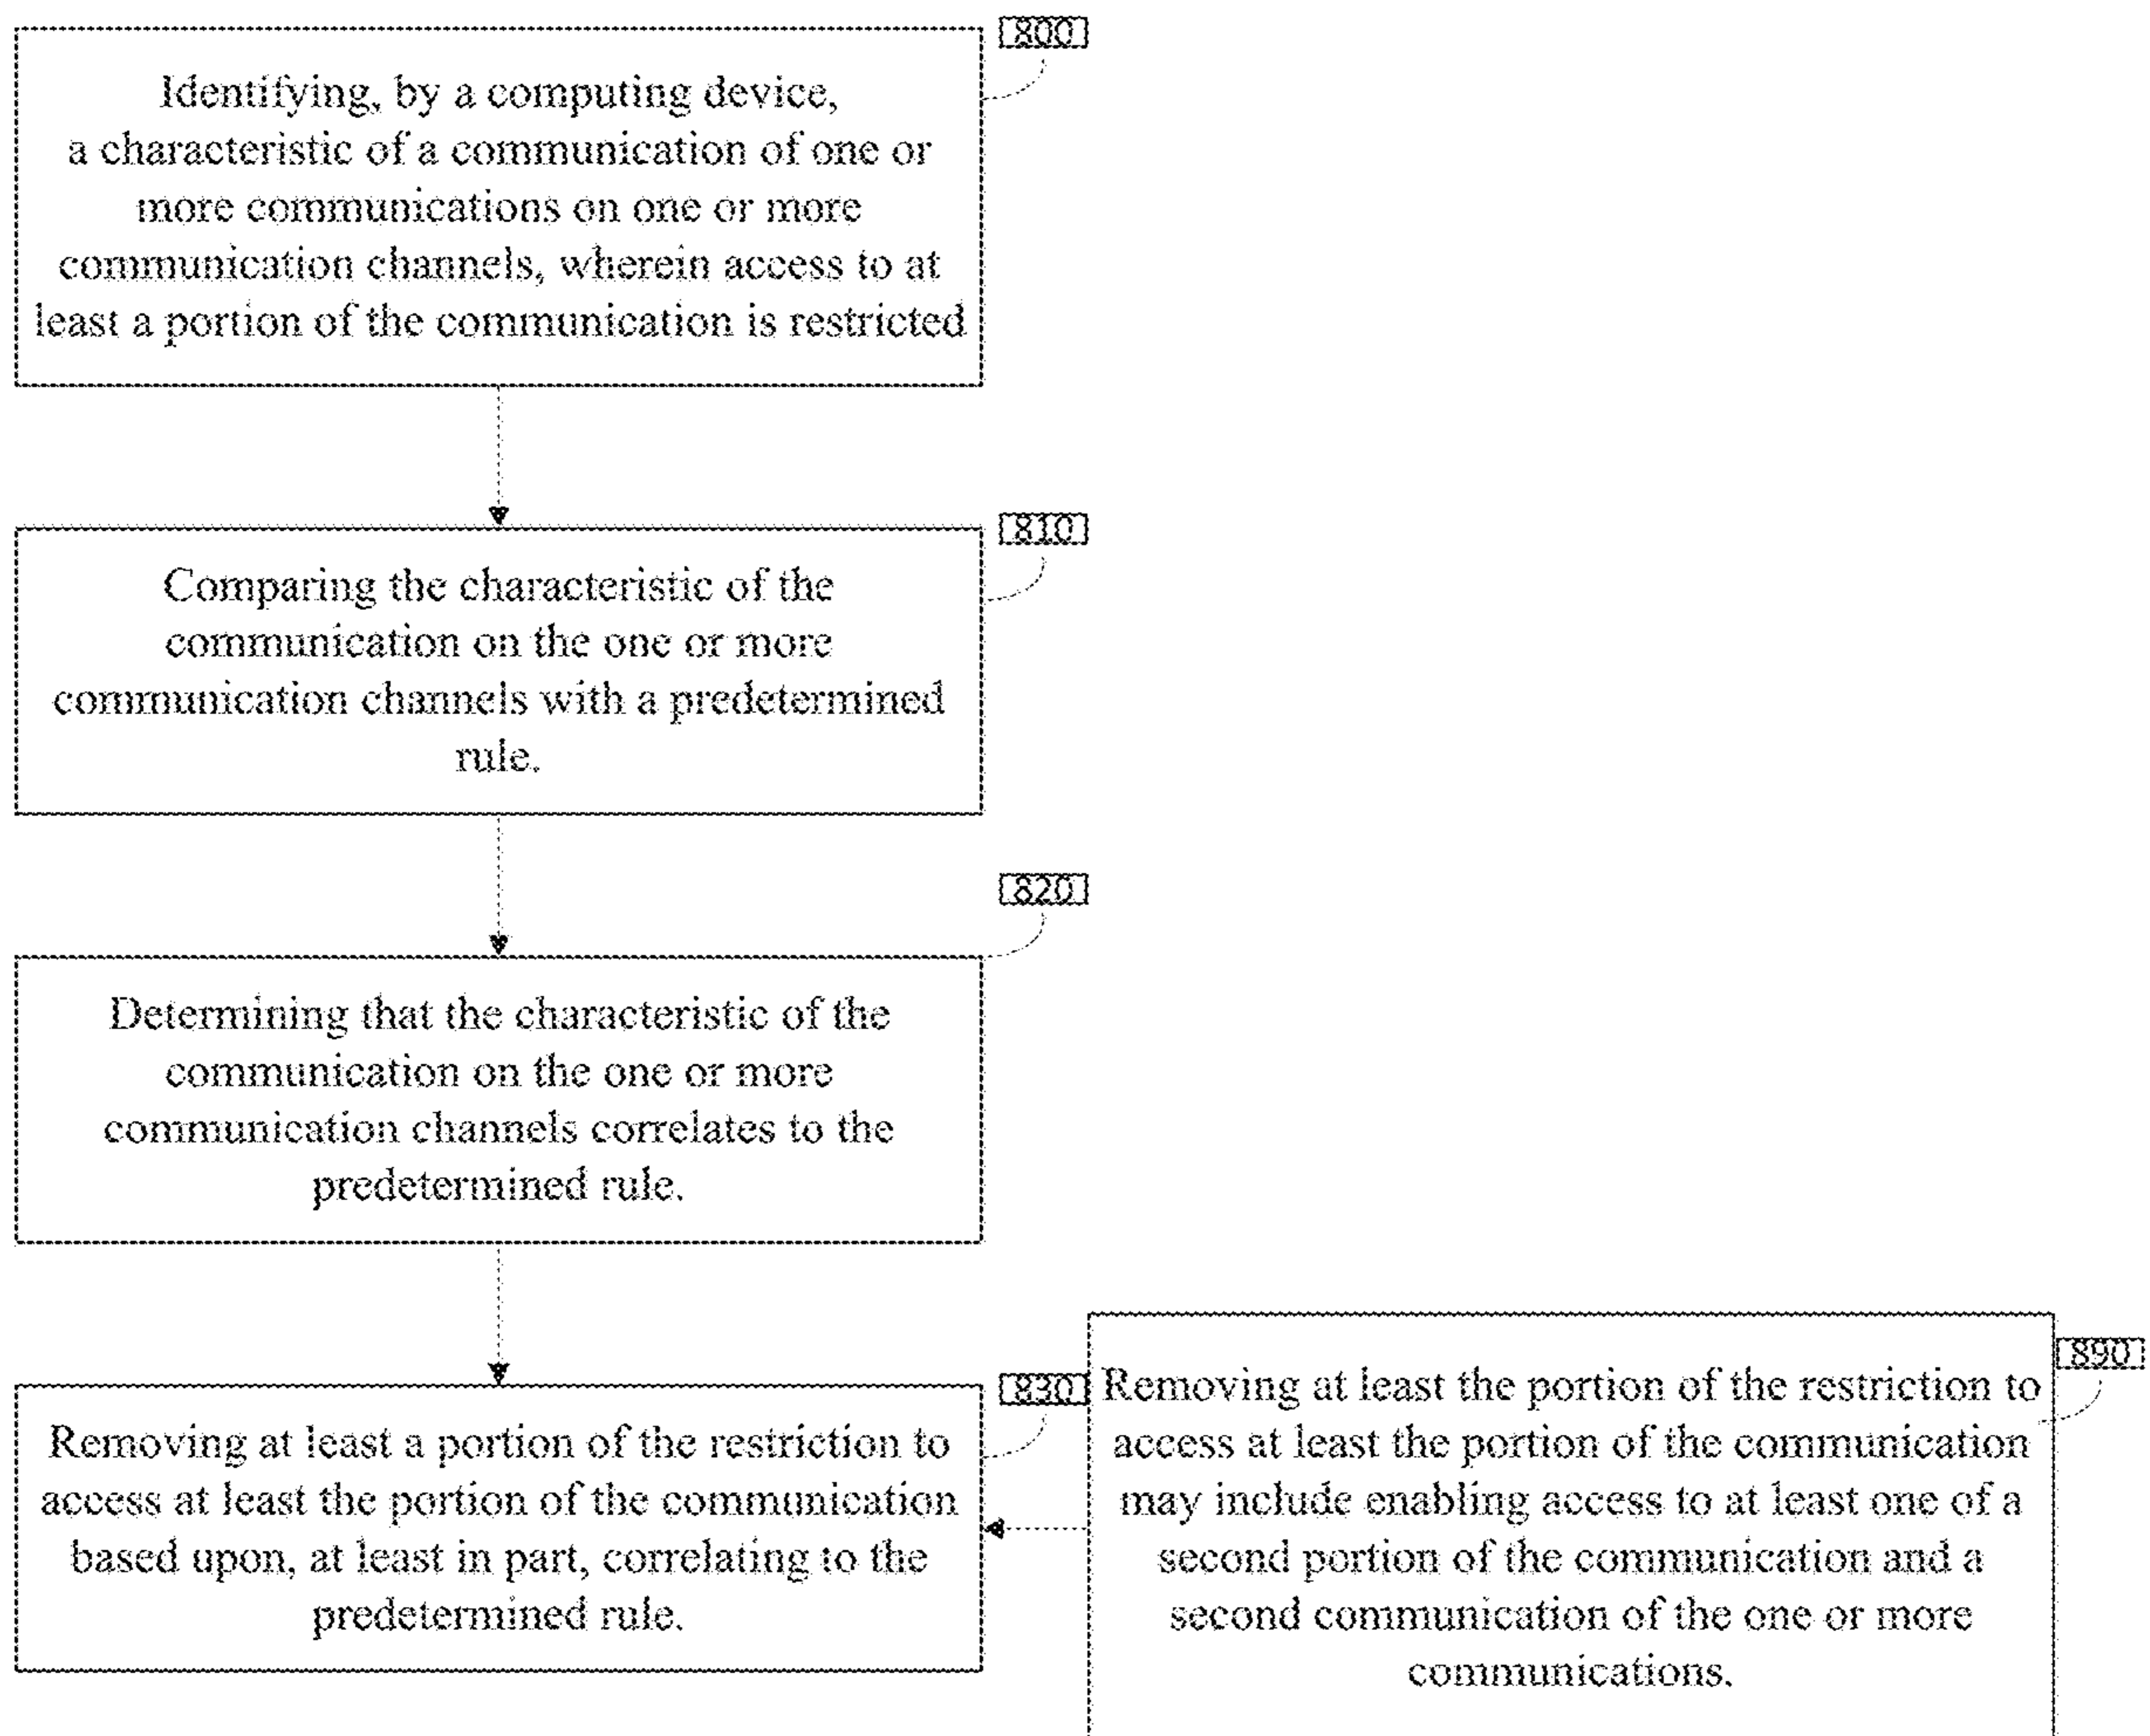 800
Identifying, by a computing device,
a characteristic of a communication of one or
more communications on one or more
communication channels, wherein access to at
least a portion of the communication is restricted
810
Comparing the characteristic of the
communication on the one or more
communication channels with a predetermined
rule.
820
Determining that the characteristic of the
communication on the one or more
communication channels correlates to the
predetermined rule.
830
Removing at least a portion of the restriction to
access at least the portion of the communication
based upon, at least in part, correlating to the
predetermined rule.
890
Removing at least the portion of the restriction to
access at least the portion of the communication
may include enabling access to at least one of a
second portion of the communication and a
second communication of the one or more
communications.